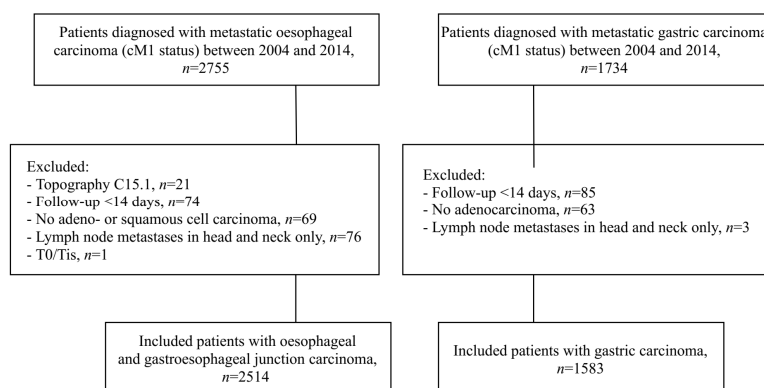 Patients diagnosed with metastatic oesophageal
carcinoma (cM1 status) between 2004 and 2014,
n=2755
Patients diagnosed with metastatic gastric carcinoma
(cM1 status) between 2004 and 2014,
n=1734
Excluded:
- Topography C15.1, n=21
- Follow-up <14 days, n=74
- No adeno- or squamous cell carcinoma, n=69
- Lymph node metastases in head and neck only, n=76
- T0/Tis, n=1
Excluded:
- Follow-up <14 days, n=85
- No adenocarcinoma, n=63
- Lymph node metastases in head and neck only, n=3
Included patients with oesophageal
and gastroesophageal junction carcinoma,
n=2514
Included patients with gastric carcinoma,
n=1583